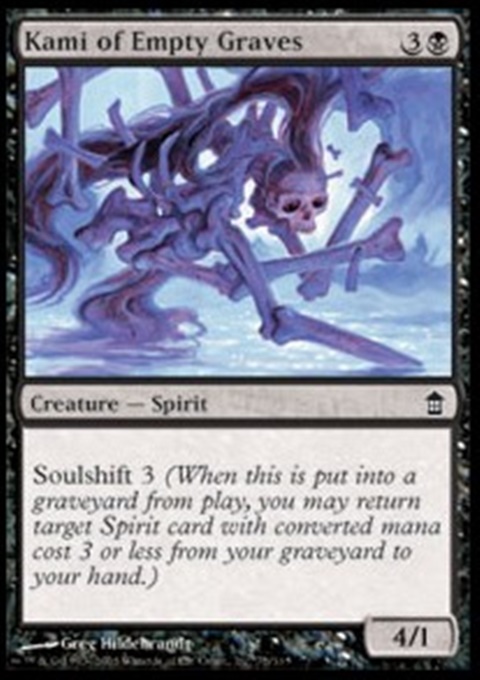 Kami of Empty Graves 3
Creature — Spirit
Soulshift 3 (When this is put into a
graveyard from play, you may return
target Spirit card with converted mana
cost 3 or less from your graveyard to
your hand.)
Greg Hildebrandt
4/1